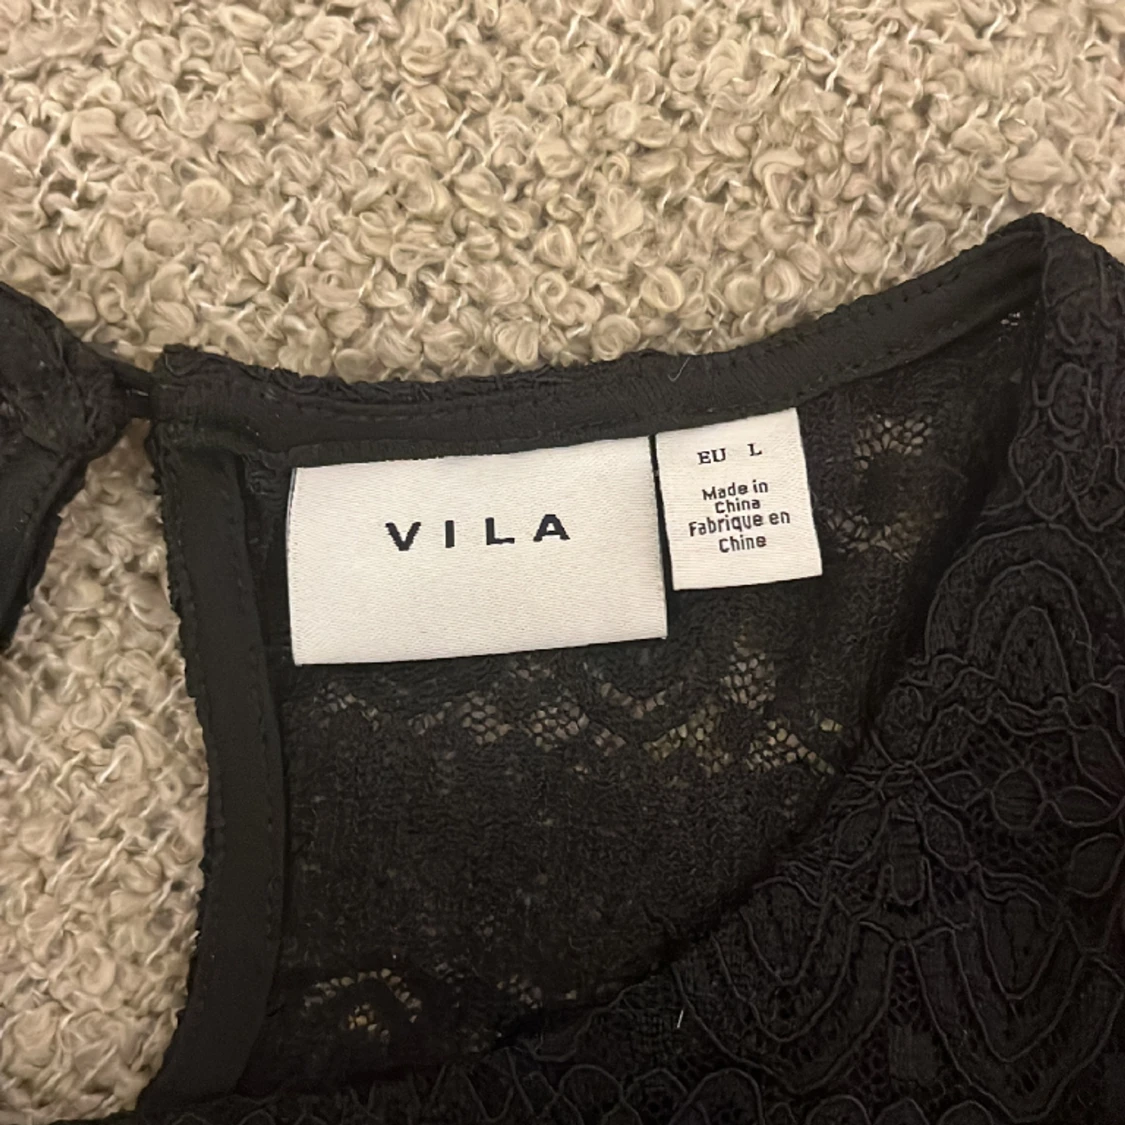 VILA
EU L
Made in
China
Fabrique en
Chine